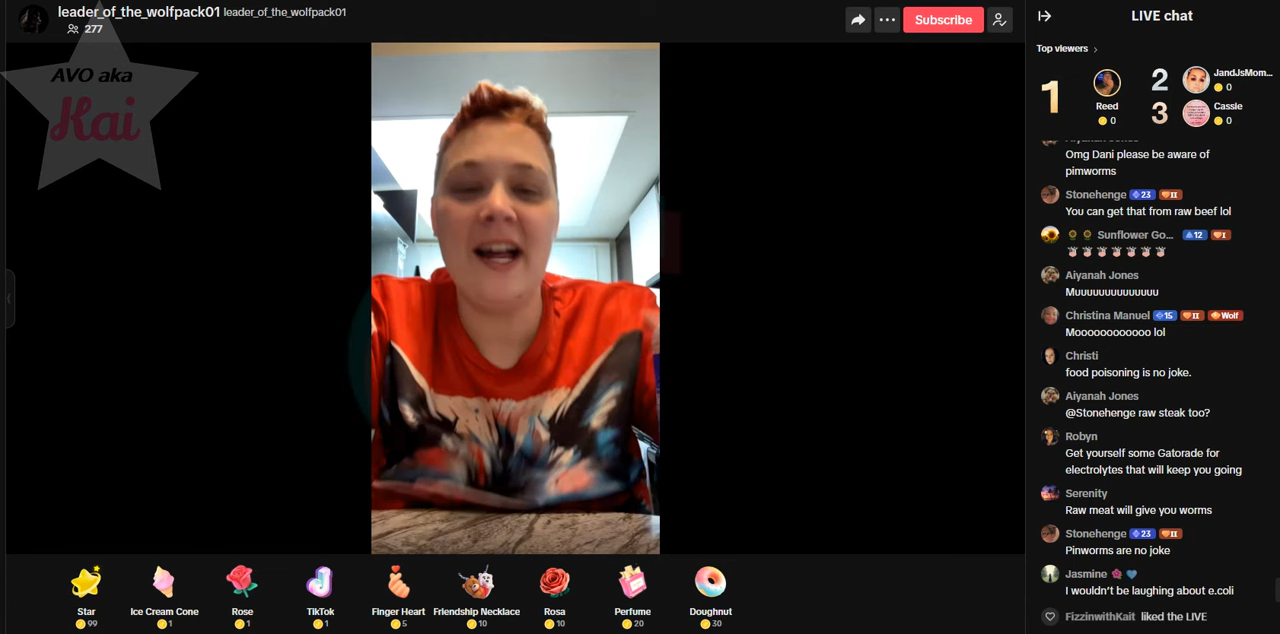 leader_of_the_wolfpack01 leader_of_the_wolfpack01
277
Subscribe
AVO aka
Kai
LIVE chat
Top viewers
1
Reed
0
2
JandJsMom...
0
3
Cassie
0
Aiyanah Jones
Omg Dani please be aware of
pimworms
Stonehenge 23 II
You can get that from raw beef lol
Sunflower Go... 12 I
Aiyanah Jones
Muuuuuuuuuuuuuu
Christina Manuel 15 II Wolf
Moooooooooooo lol
Christi
food poisoning is no joke.
Aiyanah Jones
@Stonehenge raw steak too?
Robyn
Get yourself some Gatorade for
electrolytes that will keep you going
Serenity
Raw meat will give you worms
Stonehenge 23 II
Pinworms are no joke
Jasmine
I wouldn't be laughing about e.coli
FizzinwithKait liked the LIVE
Star
99
Ice Cream Cone
1
Rose
1
TikTok
1
Finger Heart
5
Friendship Necklace
10
Rosa
10
Perfume
20
Doughnut
30